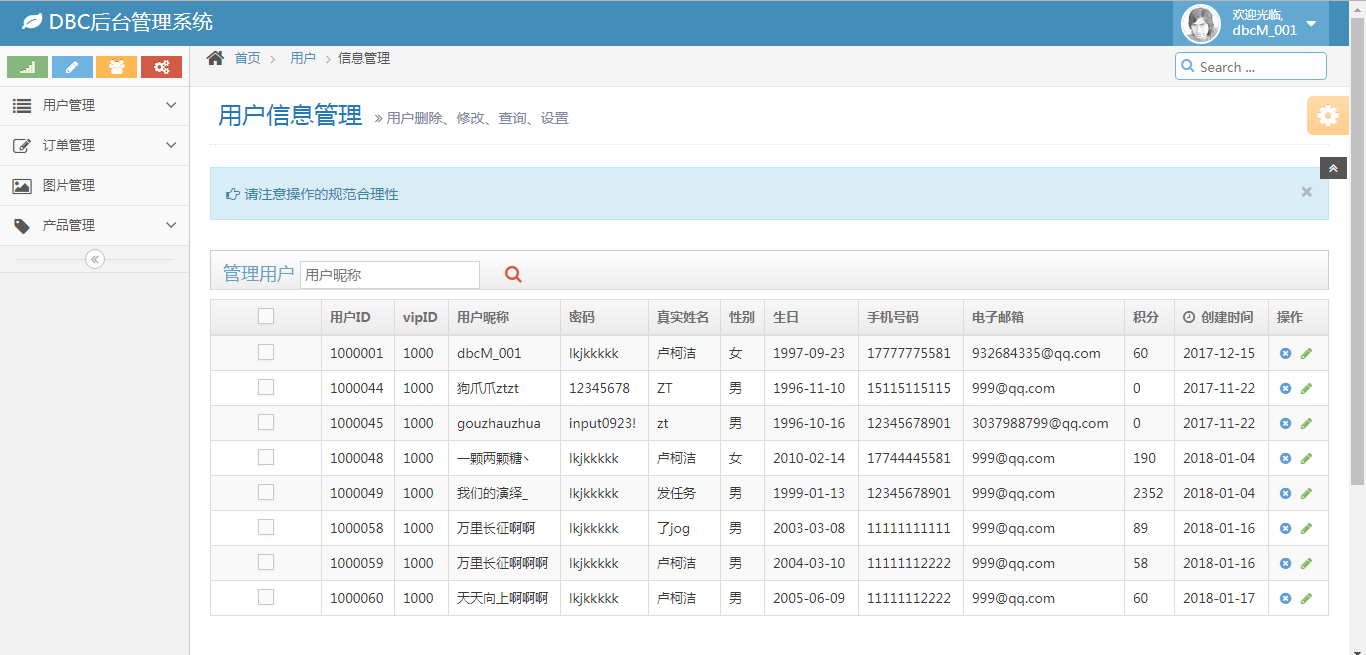 DBC后台管理系统
欢迎光临,
dbcM_001
首页 用户 信息管理
Search ...
用户管理
订单管理
图片管理
产品管理
用户信息管理 » 用户删除、修改、查询、设置
请注意操作的规范合理性
×
管理用户 用户昵称
用户ID vipID 用户昵称 密码 真实姓名 性别 生日 手机号码 电子邮箱 积分 创建时间 操作
1000001 1000 dbcM_001 lkjkkkkk 卢柯洁 女 1997-09-23 17777775581 932684335@qq.com 60 2017-12-15
1000044 1000 狗爪爪ztzt 12345678 ZT 男 1996-11-10 15115115115 999@qq.com 0 2017-11-22
1000045 1000 gouzhauzhua input0923! zt 男 1996-10-16 12345678901 3037988799@qq.com 0 2017-11-22
1000048 1000 一颗两颗糖丶 lkjkkkkk 卢柯洁 女 2010-02-14 17744445581 999@qq.com 190 2018-01-04
1000049 1000 我们的演绎_ lkjkkkkk 发任务 男 1999-01-13 12345678901 999@qq.com 2352 2018-01-04
1000058 1000 万里长征啊啊 lkjkkkkk 了jog 男 2003-03-08 11111111111 999@qq.com 89 2018-01-16
1000059 1000 万里长征啊啊啊 lkjkkkkk 卢柯洁 男 2004-03-10 11111112222 999@qq.com 58 2018-01-16
1000060 1000 天天向上啊啊啊 lkjkkkkk 卢柯洁 男 2005-06-09 11111112222 999@qq.com 60 2018-01-17